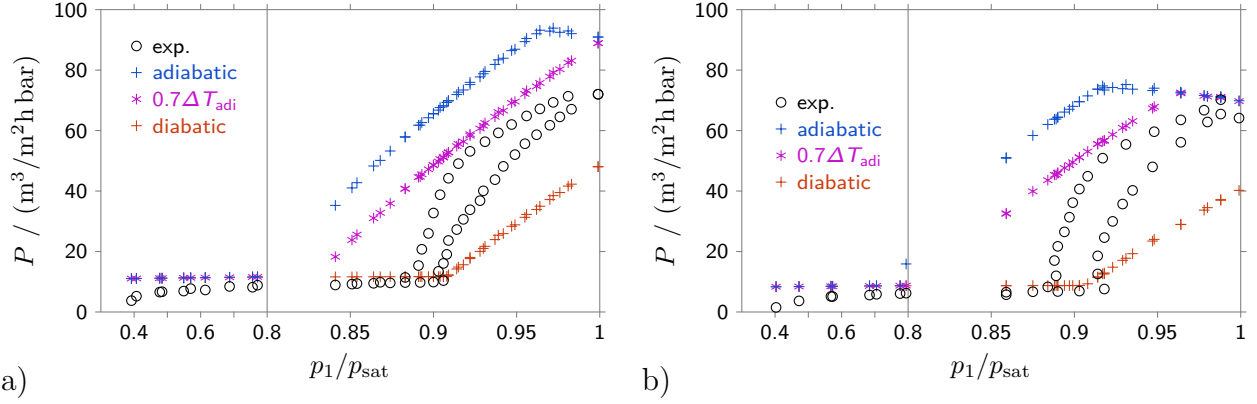 100
80
60
40
20
0
P / (m³/m²h bar)
exp.
adiabatic
0.7ΔT_adi
diabatic
0.4 0.6 0.8 0.85 0.9 0.95 1
p₁/p_sat
a)
100
80
60
40
20
0
P / (m³/m²h bar)
exp.
adiabatic
0.7ΔT_adi
diabatic
0.4 0.6 0.8 0.85 0.9 0.95 1
p₁/p_sat
b)